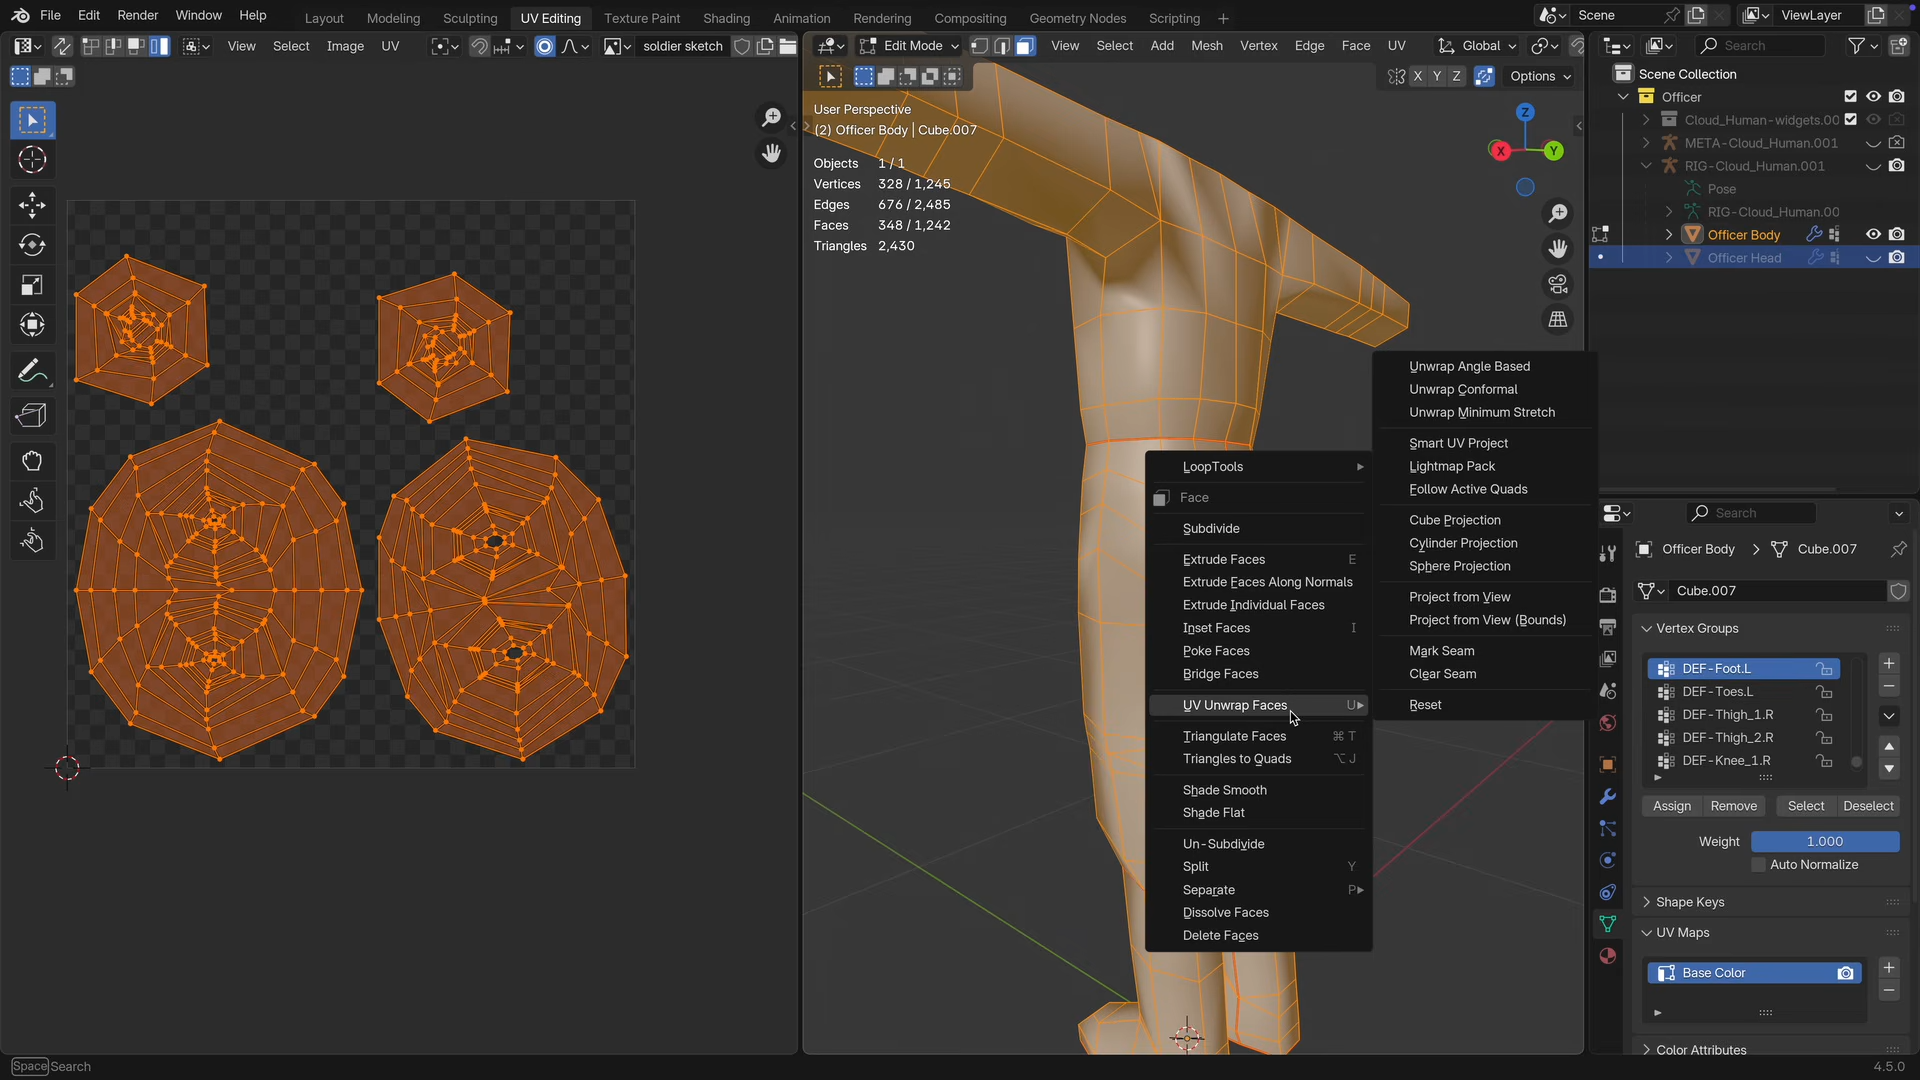 File Edit Render Window Help Layout Modeling Sculpting UV Editing Texture Paint Shading Animation Rendering Compositing Geometry Nodes Scripting + Scene ViewLayer
View Select Image UV soldier sketch
Edit Mode View Select Add Mesh Vertex Edge Face UV Global Search
X Y Z Options
User Perspective
(2) Officer Body | Cube.007
Objects 1 / 1
Vertices 328 / 1,245
Edges 676 / 2,485
Faces 348 / 1,242
Triangles 2,430
Z
X Y
LoopTools
Face
Subdivide
Extrude Faces E
Extrude Faces Along Normals
Extrude Individual Faces
Inset Faces I
Poke Faces
Bridge Faces
UV Unwrap Faces U
Triangulate Faces ⌘ T
Triangles to Quads ⌥ J
Shade Smooth
Shade Flat
Un-Subdivide
Split Y
Separate P
Dissolve Faces
Delete Faces
Unwrap Angle Based
Unwrap Conformal
Unwrap Minimum Stretch
Smart UV Project
Lightmap Pack
Follow Active Quads
Cube Projection
Cylinder Projection
Sphere Projection
Project from View
Project from View (Bounds)
Mark Seam
Clear Seam
Reset
Scene Collection
Officer
Cloud_Human-widgets.00
META-Cloud_Human.001
RIG-Cloud_Human.001
Pose
RIG-Cloud_Human.00
Officer Body
Officer Head
Search
Officer Body > Cube.007
Cube.007
Vertex Groups
DEF-Foot.L
DEF-Toes.L
DEF-Thigh_1.R
DEF-Thigh_2.R
DEF-Knee_1.R
Assign Remove Select Deselect
Weight 1.000
Auto Normalize
Shape Keys
UV Maps
Base Color
Color Attributes
Space Search
4.5.0